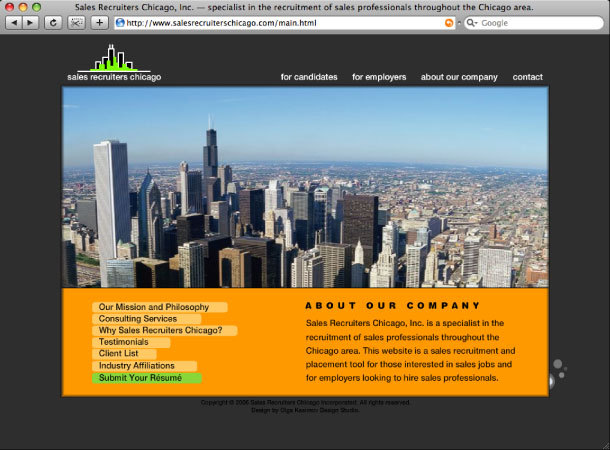 Sales Recruiters Chicago, Inc. — specialist in the recruitment of sales professionals throughout the Chicago area.
http://www.salesrecruiterschicago.com/main.html
Google
sales recruiters chicago
for candidates for employers about our company contact
Our Mission and Philosophy
Consulting Services
Why Sales Recruiters Chicago?
Testimonials
Client List
Industry Affiliations
Submit Your Résumé
ABOUT OUR COMPANY
Sales Recruiters Chicago, Inc. is a specialist in the
recruitment of sales professionals throughout the
Chicago area. This website is a sales recruitment and
placement tool for those interested in sales jobs and
for employers looking to hire sales professionals.
Copyright © 2006 Sales Recruiters Chicago Incorporated. All rights reserved.
Design by Olga Kasimov Design Studio.